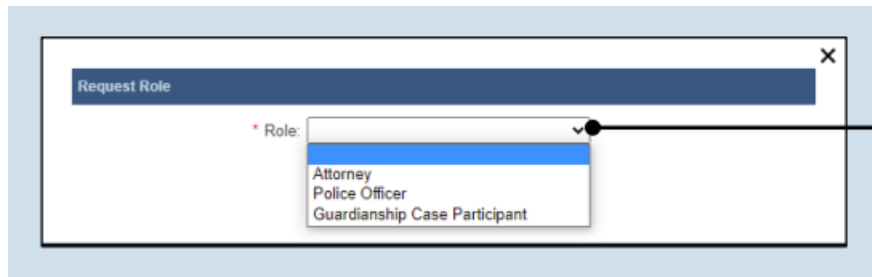 Request Role
* Role:
Attorney
Police Officer
Guardianship Case Participant